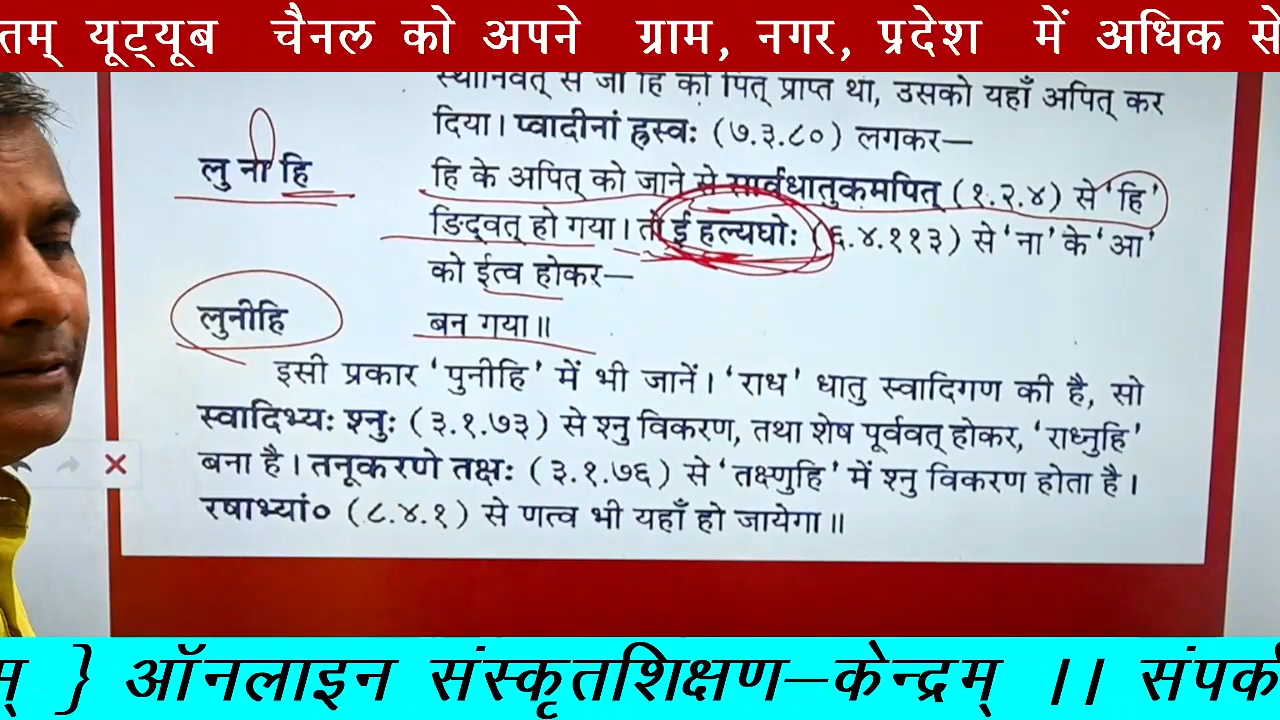 तम् यूट्यूब चैनल को अपने ग्राम, नगर, प्रदेश में अधिक से
स्थानिवत् से जो हि को पित् प्राप्त था, उसको यहाँ अपित् कर
दिया। प्वादीनां ह्रस्वः (७.३.८०) लगकर—
लु ना हि
हि के अपित् को जाने से सार्वधातुकमपित् (१.२.४) से 'हि'
ङिद्वत् हो गया। तो ई हल्यघोः (६.४.११३) से 'ना' के 'आ'
को ईत्व होकर—
लुनीहि बन गया॥
इसी प्रकार 'पुनीहि' में भी जानें। 'राध' धातु स्वादिगण की है, सो
स्वादिभ्यः श्नुः (३.१.७३) से श्नु विकरण, तथा शेष पूर्ववत् होकर, 'राध्नुहि'
बना है। तनूकरणे तक्षः (३.१.७६) से 'तक्ष्णुहि' में श्नु विकरण होता है।
रषाभ्यां० (८.४.१) से णत्व भी यहाँ हो जायेगा॥
म् } ऑनलाइन संस्कृतशिक्षण–केन्द्रम् ।। संपर्क